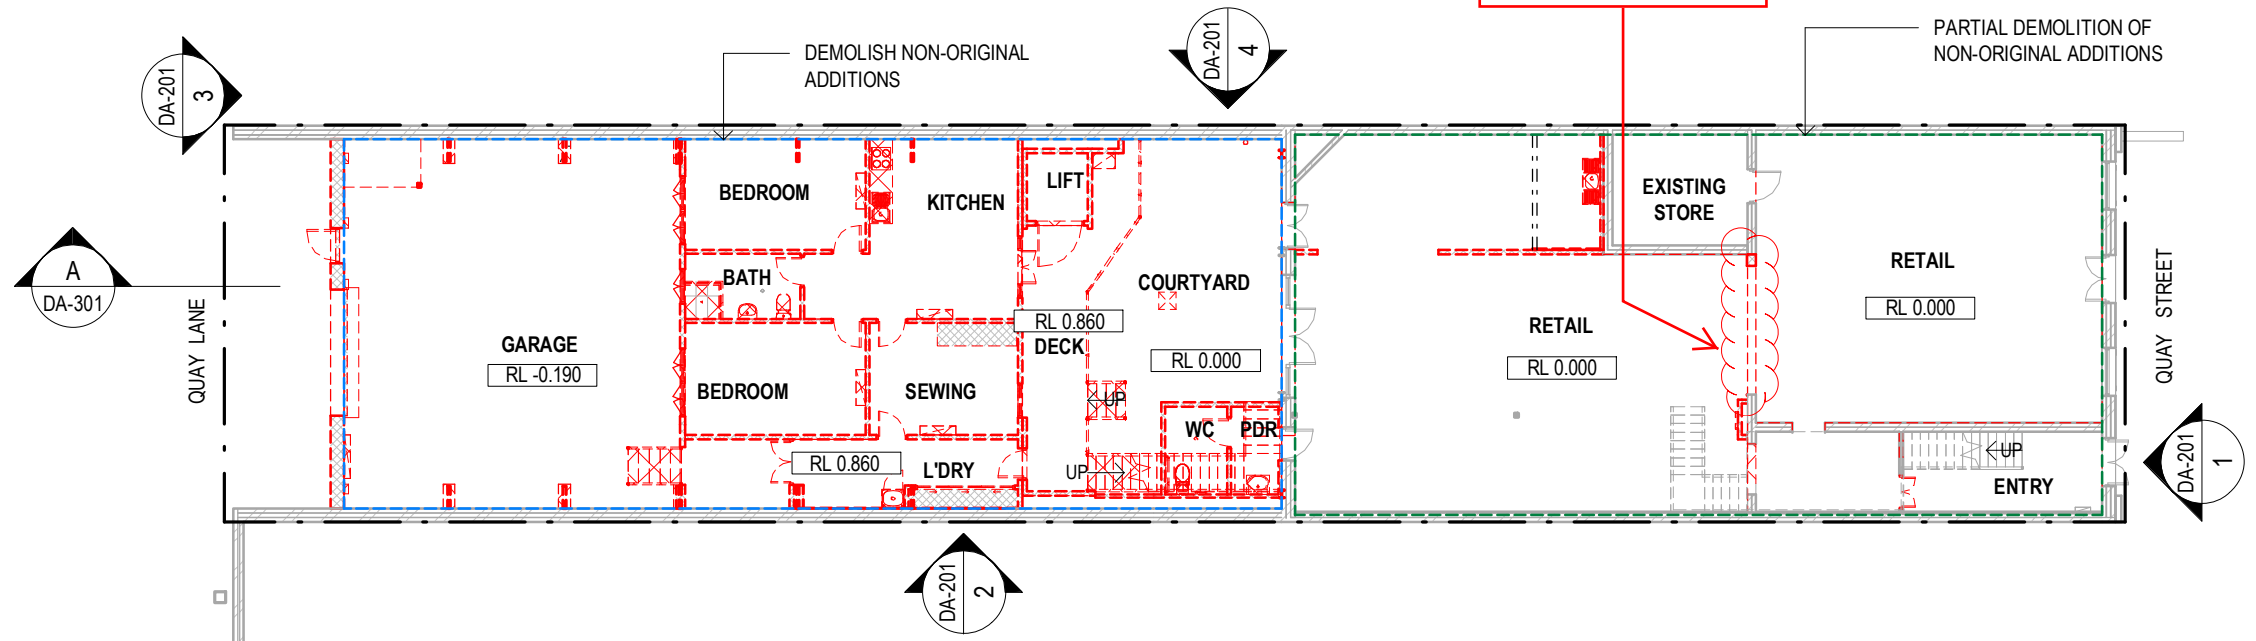 DEMOLISH NON-ORIGINAL
ADDITIONS
PARTIAL DEMOLITION OF
NON-ORIGINAL ADDITIONS
DA-201
3
DA-201
4
A
DA-301
QUAY LANE
GARAGE
RL -0.190
BEDROOM
BATH
BEDROOM
KITCHEN
SEWING
RL 0.860
L'DRY
LIFT
COURTYARD
RL 0.860
DECK
RL 0.000
UP
UP
WC
PDR
RETAIL
RL 0.000
EXISTING
STORE
RETAIL
RL 0.000
UP
ENTRY
QUAY STREET
DA-201
1
DA-201
2